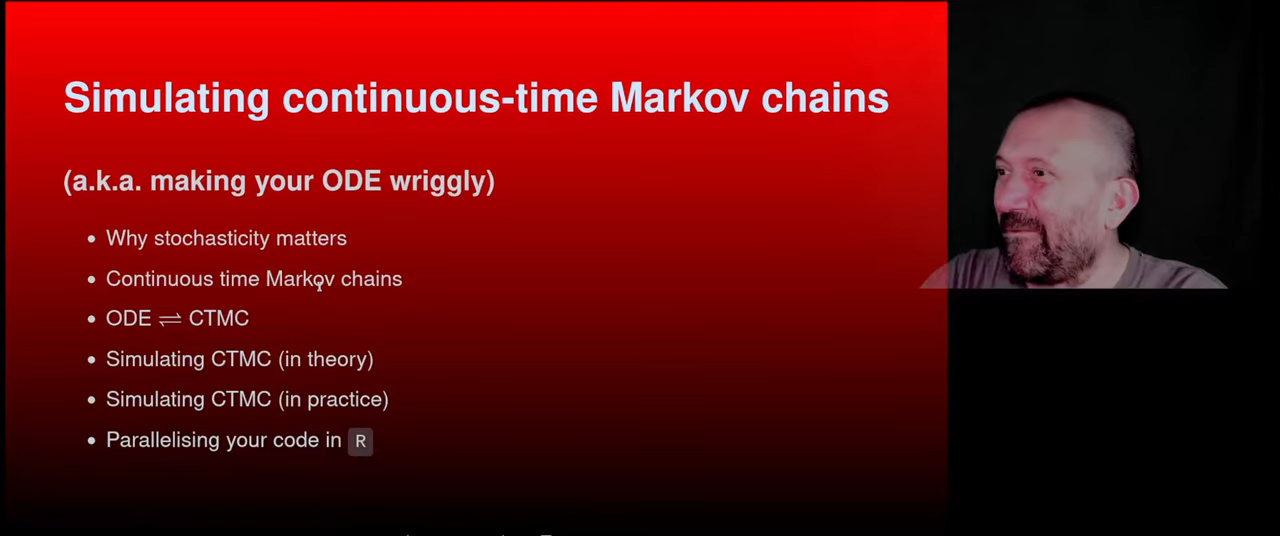 Simulating continuous-time Markov chains
(a.k.a. making your ODE wriggly)
• Why stochasticity matters
• Continuous time Markov chains
• ODE ⇌ CTMC
• Simulating CTMC (in theory)
• Simulating CTMC (in practice)
• Parallelising your code in R